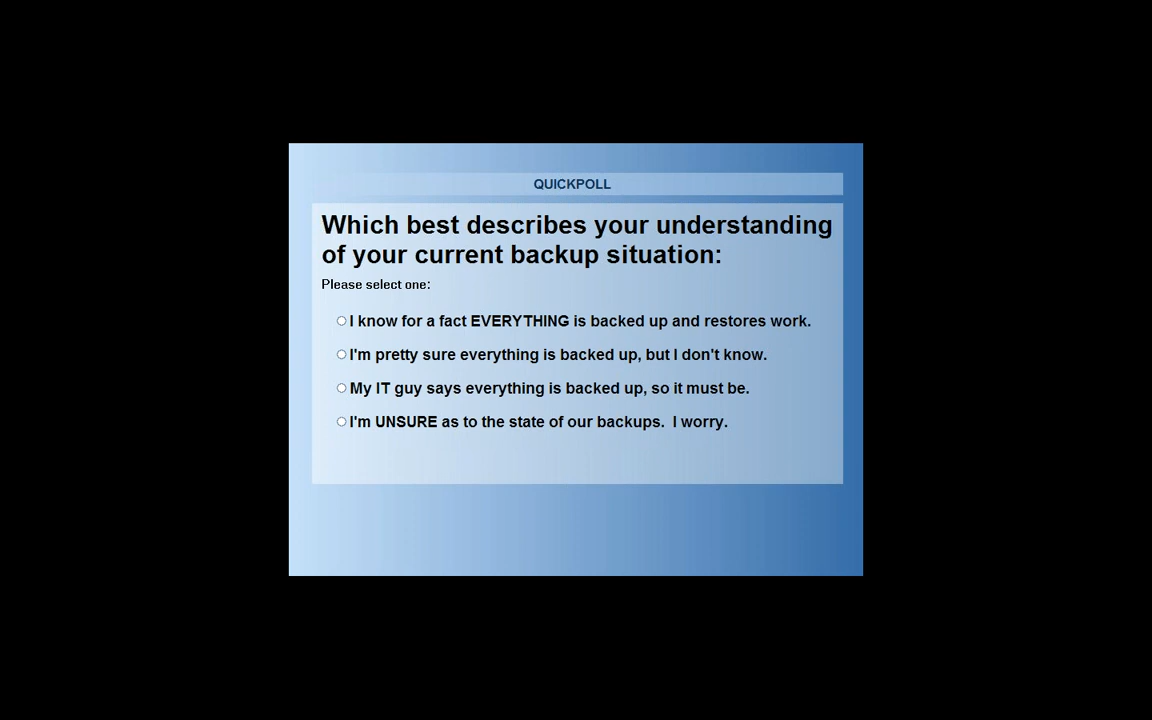 QUICKPOLL
Which best describes your understanding
of your current backup situation:
Please select one:
I know for a fact EVERYTHING is backed up and restores work.
I'm pretty sure everything is backed up, but I don't know.
My IT guy says everything is backed up, so it must be.
I'm UNSURE as to the state of our backups.  I worry.